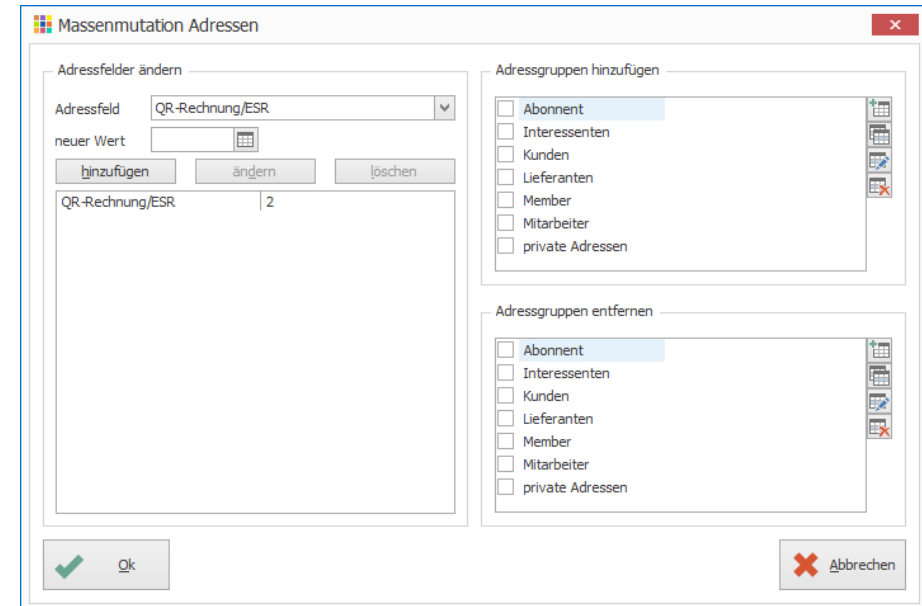 Massenmutation Adressen
Adressfelder ändern
Adressfeld QR-Rechnung/ESR
neuer Wert
hinzufügen ändern löschen
QR-Rechnung/ESR 2
Adressgruppen hinzufügen
Abonnent
Interessenten
Kunden
Lieferanten
Member
Mitarbeiter
private Adressen
Adressgruppen entfernen
Abonnent
Interessenten
Kunden
Lieferanten
Member
Mitarbeiter
private Adressen
Ok
Abbrechen